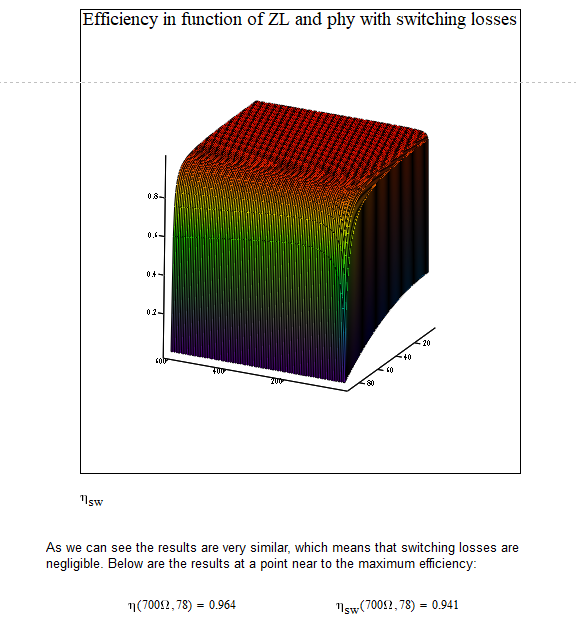 Efficiency in function of ZL and phy with switching losses
0.8
0.6
0.4
0.2
600
400
200
20
40
60
80
ηsw
As we can see the results are very similar, which means that switching losses are
negligible. Below are the results at a point near to the maximum efficiency:
η(700Ω,78) = 0.964
ηsw(700Ω,78) = 0.941